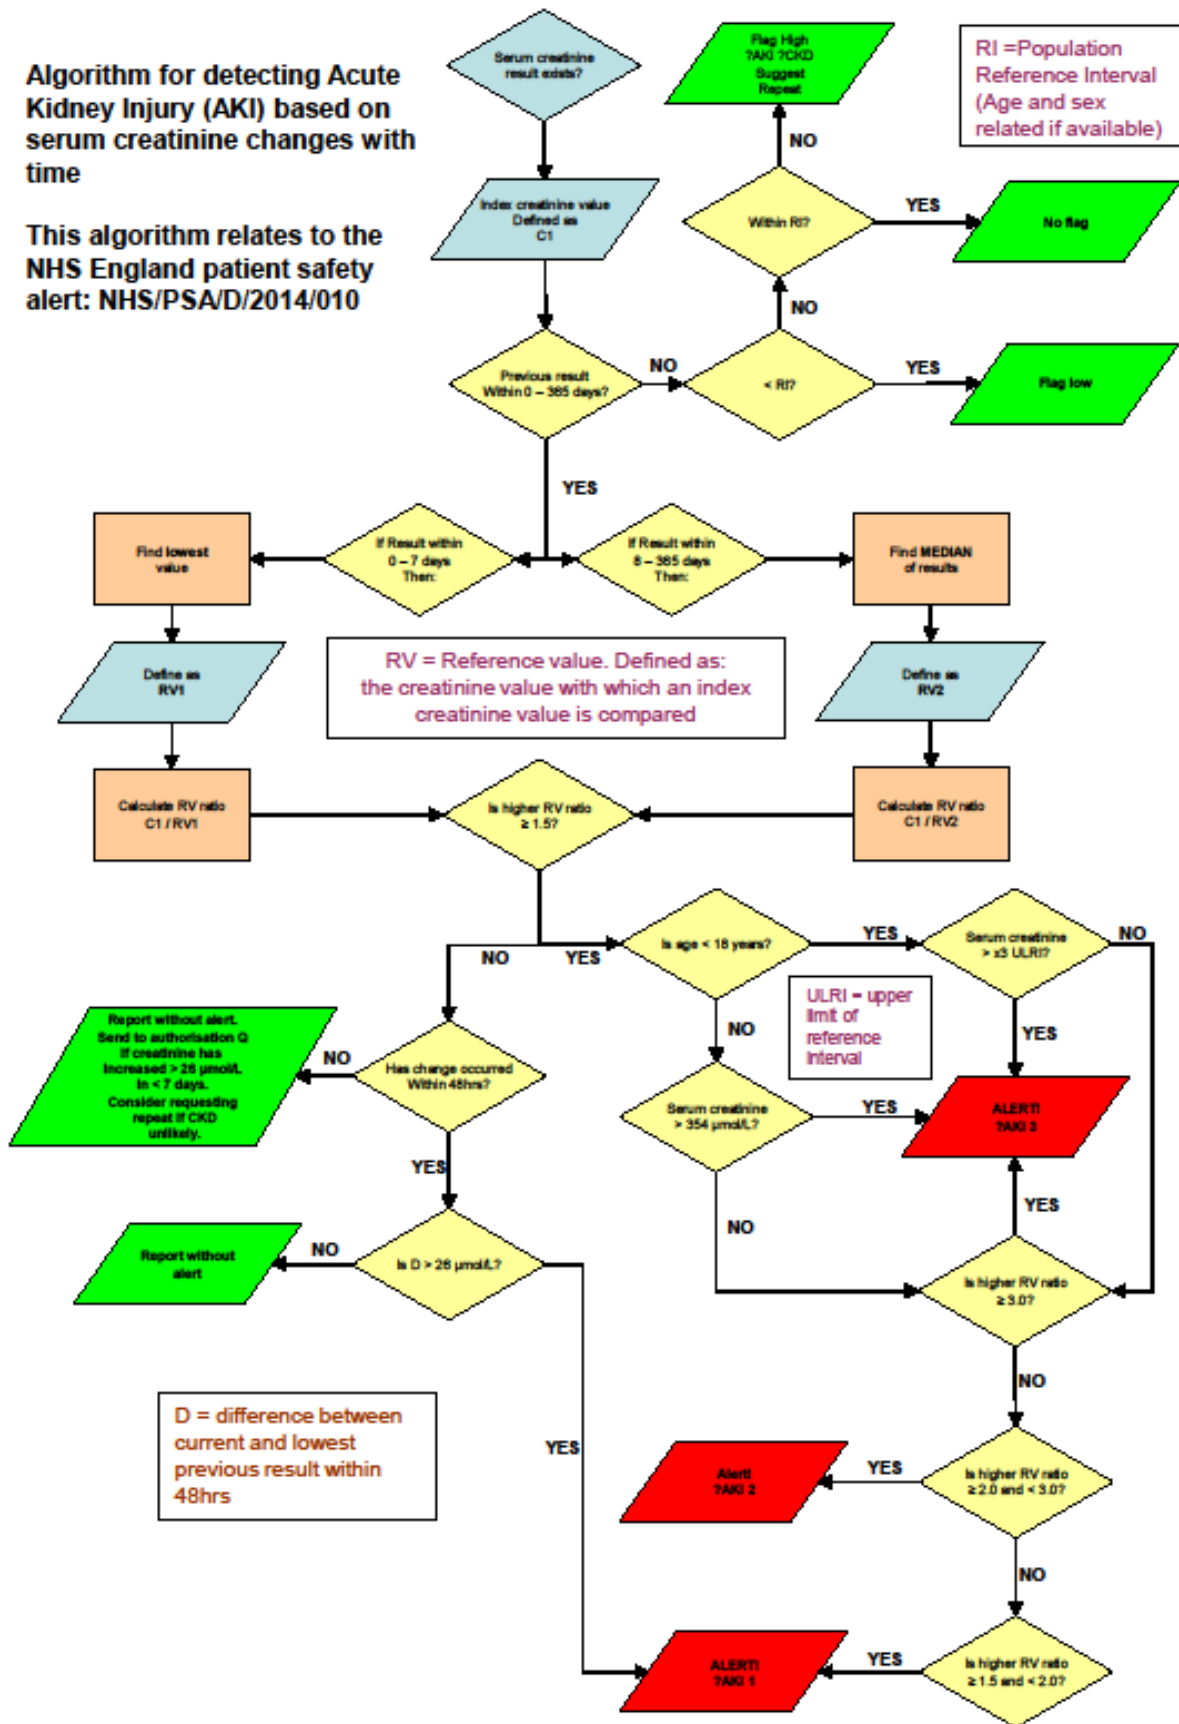 Algorithm for detecting Acute
Kidney Injury (AKI) based on
serum creatinine changes with
time
This algorithm relates to the
NHS England patient safety
alert: NHS/PSA/D/2014/010
Serum creatinine
result exists?
Flag High
?AKI ?CKD
Suggest
Repeat
RI =Population
Reference Interval
(Age and sex
related if available)
NO
Index creatinine value
Defined as
C1
Within RI?
YES
No flag
NO
Previous result
Within 0 – 365 days?
NO
< RI?
YES
Flag low
YES
Find lowest
value
If Result within
0 – 7 days
Then:
If Result within
8 – 365 days
Then:
Find MEDIAN
of results
Define as
RV1
RV = Reference value. Defined as:
the creatinine value with which an index
creatinine value is compared
Define as
RV2
Calculate RV ratio
C1 / RV1
Is higher RV ratio
≥ 1.5?
Calculate RV ratio
C1 / RV2
NO
YES
Is age < 18 years?
YES
Serum creatinine
> x3 ULRI?
NO
ULRI = upper
limit of
reference
interval
NO
YES
Report without alert.
Send to authorisation Q
If creatinine has
increased > 26 µmol/L
in < 7 days.
Consider requesting
repeat if CKD
unlikely.
NO
Has change occurred
Within 48hrs?
Serum creatinine
> 354 µmol/L?
YES
ALERT!
?AKI 3
YES
NO
YES
Report without
alert
NO
Is D > 26 µmol/L?
Is higher RV ratio
≥ 3.0?
NO
D = difference between
current and lowest
previous result within
48hrs
YES
Alert!
?AKI 2
YES
Is higher RV ratio
≥ 2.0 and < 3.0?
NO
ALERT!
?AKI 1
YES
Is higher RV ratio
≥ 1.5 and < 2.0?